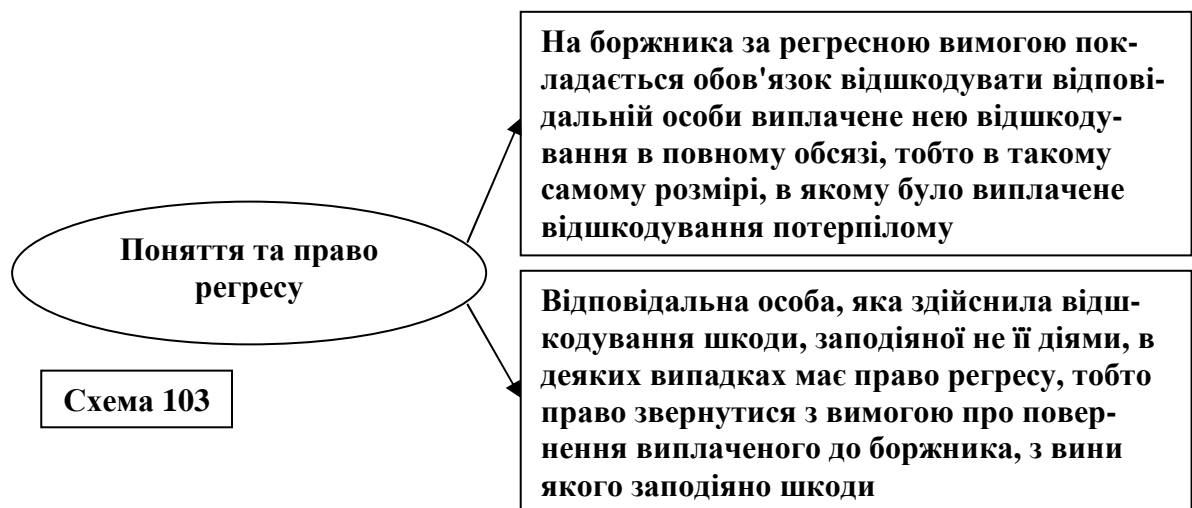 На боржника за регресною вимогою пок-
ладається обов'язок відшкодувати відпові-
дальній особи виплачене нею відшкоду-
вання в повному обсязі, тобто в такому
самому розмірі, в якому було виплачене
відшкодування потерпілому
Поняття та право
регресу
Відповідальна особа, яка здійснила відш-
кодування шкоди, заподіяної не її діями, в
деяких випадках має право регресу, тобто
право звернутися з вимогою про повер-
нення виплаченого до боржника, з вини
якого заподіяно шкоди
Схема 103